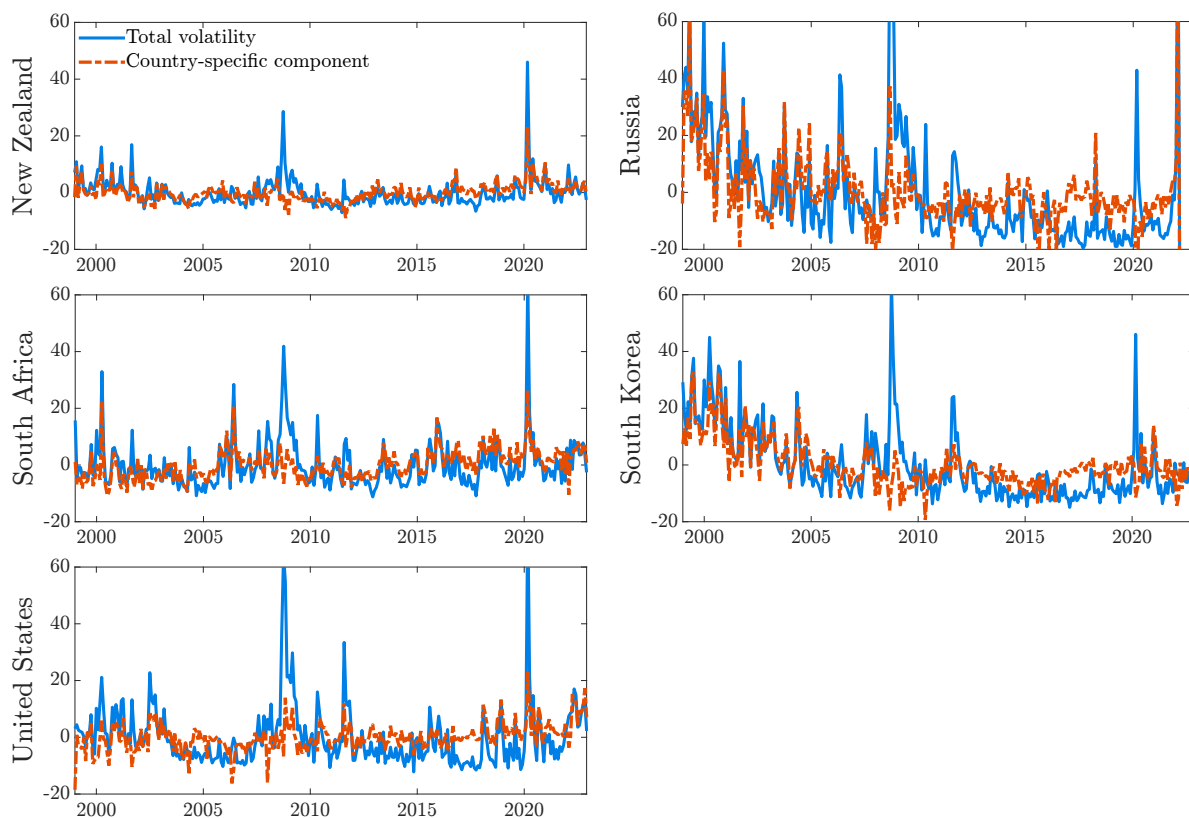 New Zealand
60
40
20
0
-20
Total volatility
Country-specific component
2000 2005 2010 2015 2020
Russia
60
40
20
0
-20
2000 2005 2010 2015 2020
South Africa
60
40
20
0
-20
2000 2005 2010 2015 2020
South Korea
60
40
20
0
-20
2000 2005 2010 2015 2020
United States
60
40
20
0
-20
2000 2005 2010 2015 2020